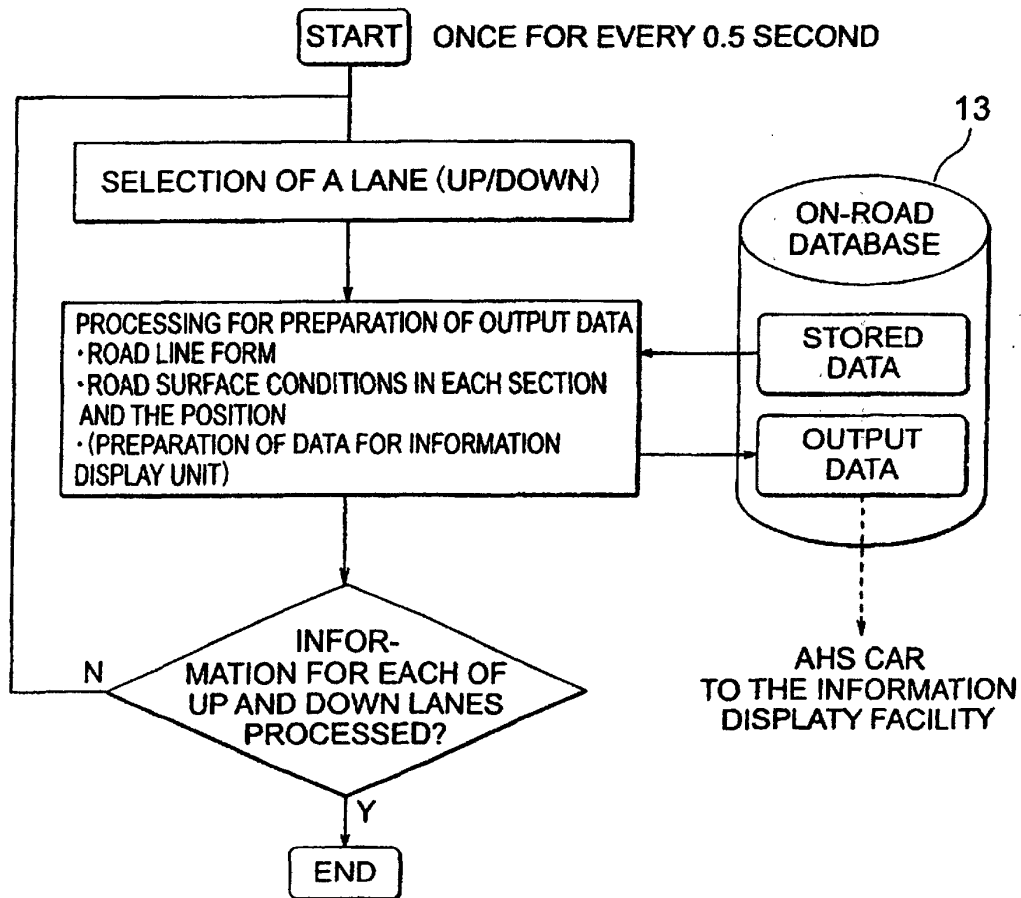 START
ONCE FOR EVERY 0.5 SECOND
SELECTION OF A LANE (UP/DOWN)
PROCESSING FOR PREPARATION OF OUTPUT DATA
·ROAD LINE FORM
·ROAD SURFACE CONDITIONS IN EACH SECTION
AND THE POSITION
·(PREPARATION OF DATA FOR INFORMATION
DISPLAY UNIT)
13
ON-ROAD
DATABASE
STORED
DATA
OUTPUT
DATA
AHS CAR
TO THE INFORMATION
DISPLATY FACILITY
INFOR-
MATION FOR EACH OF
UP AND DOWN LANES
PROCESSED?
N
Y
END